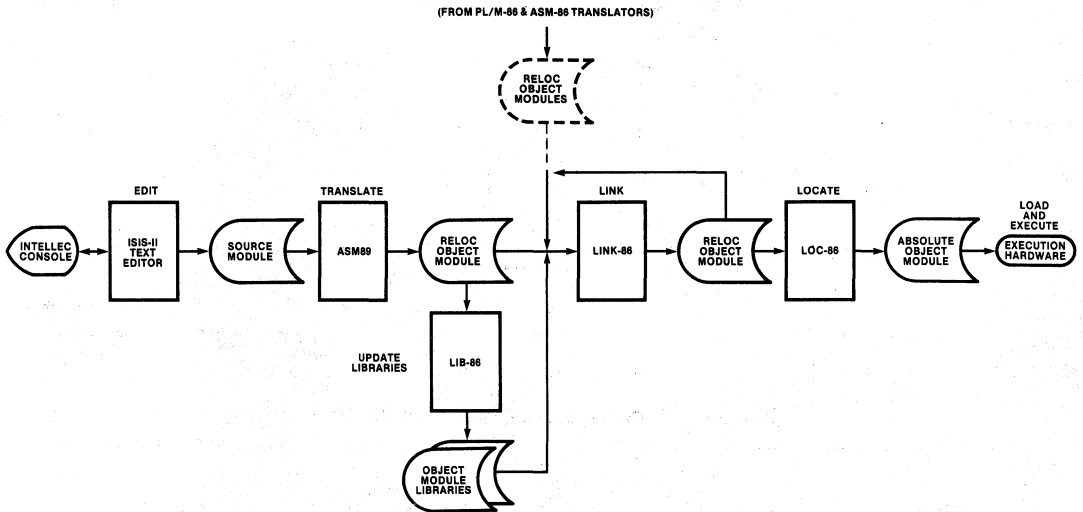 (FROM PL/M-86 & ASM-86 TRANSLATORS)
RELOC
OBJECT
MODULES
EDIT
TRANSLATE
LINK
LOCATE
LOAD
AND
EXECUTE
INTELLEC
CONSOLE
ISIS-II
TEXT
EDITOR
SOURCE
MODULE
ASM89
RELOC
OBJECT
MODULE
LINK-86
RELOC
OBJECT
MODULE
LOC-86
ABSOLUTE
OBJECT
MODULE
EXECUTION
HARDWARE
UPDATE
LIBRARIES
LIB-86
OBJECT
MODULE
LIBRARIES